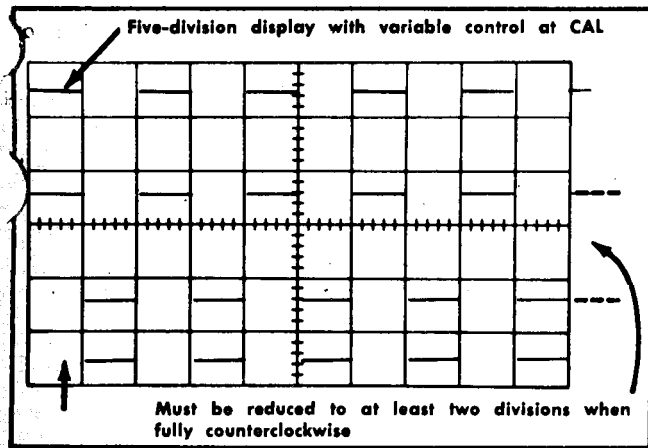 Five-division display with variable control at CAL
Must be reduced to at least two divisions when
fully counterclockwise